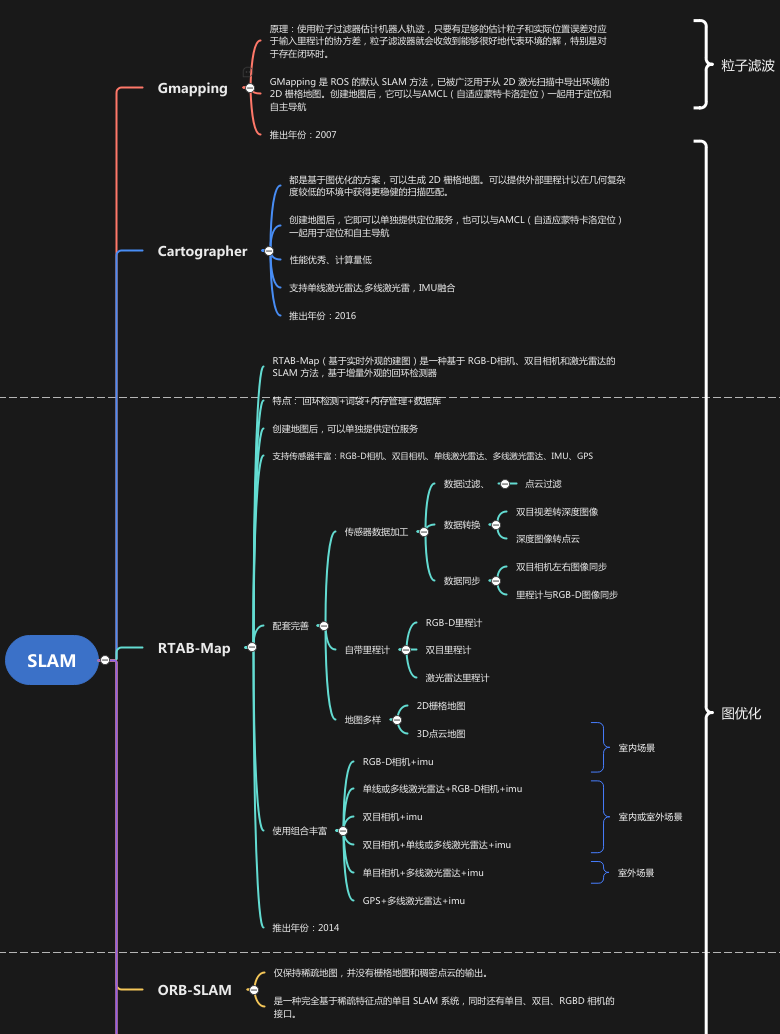 原理：使用粒子过滤器估计机器人轨迹，只要有足够的估计粒子和实际位置误差对应
于输入里程计的协方差，粒子滤波器就会收敛到能够很好地代表环境的解，特别是对
于存在闭环时。
粒子滤波
Gmapping
GMapping 是 ROS 的默认 SLAM 方法，已被广泛用于从 2D 激光扫描中导出环境的
2D 栅格地图。创建地图后，它可以与AMCL（自适应蒙特卡洛定位）一起用于定位和
自主导航
推出年份：2007
都是基于图优化的方案，可以生成 2D 栅格地图。可以提供外部里程计以在几何复杂
度较低的环境中获得更稳健的扫描匹配。
创建地图后，它即可以单独提供定位服务，也可以与AMCL（自适应蒙特卡洛定位）
一起用于定位和自主导航
Cartographer
性能优秀、计算量低
支持单线激光雷达,多线激光雷，IMU融合
推出年份：2016
RTAB-Map（基于实时外观的建图）是一种基于 RGB-D相机、双目相机和激光雷达的
SLAM 方法，基于增量外观的回环检测器
特点： 回环检测+词袋+内存管理+数据库
创建地图后，可以单独提供定位服务
支持传感器丰富：RGB-D相机、双目相机、单线激光雷达、多线激光雷达、IMU、GPS
数据过滤、
点云过滤
双目视差转深度图像
数据转换
传感器数据加工
深度图像转点云
双目相机左右图像同步
数据同步
里程计与RGB-D图像同步
配套完善
RGB-D里程计
自带里程计
双目里程计
RTAB-Map
SLAM
激光雷达里程计
2D栅格地图
地图多样
图优化
3D点云地图
室内场景
RGB-D相机+imu
单线或多线激光雷达+RGB-D相机+imu
双目相机+imu
室内或室外场景
使用组合丰富
双目相机+单线或多线激光雷达+imu
单目相机+多线激光雷达+imu
室外场景
GPS+多线激光雷达+imu
推出年份：2014
仅保持稀疏地图，并没有栅格地图和稠密点云的输出。
ORB-SLAM
是一种完全基于稀疏特征点的单目 SLAM 系统，同时还有单目、双目、RGBD 相机的
接口。